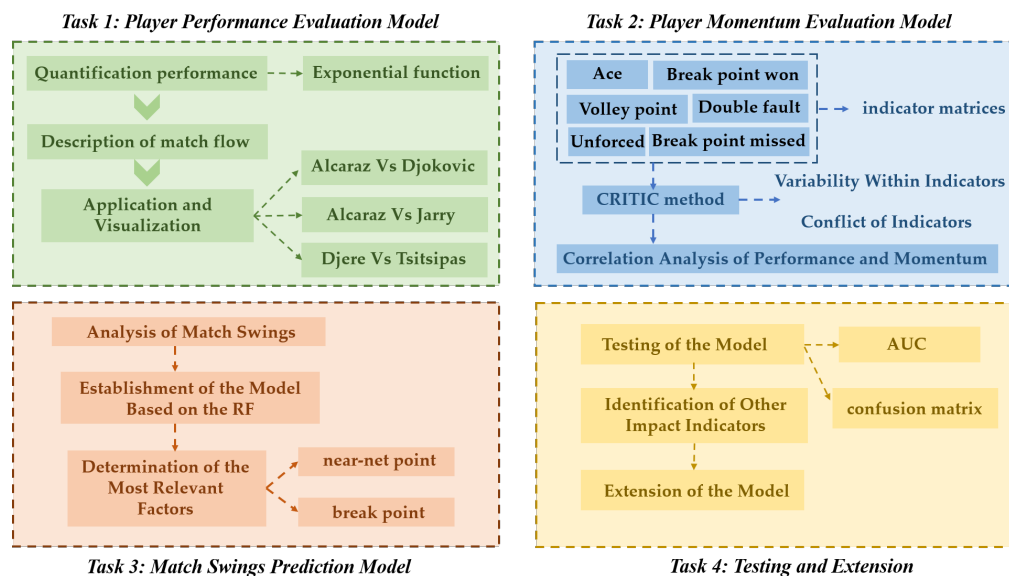 Task 1: Player Performance Evaluation Model
Quantification performance
Exponential function
Description of match flow
Application and
Visualization
Alcaraz Vs Djokovic
Alcaraz Vs Jarry
Djere Vs Tsitsipas
Task 2: Player Momentum Evaluation Model
Ace
Break point won
Volley point
Double fault
Unforced
Break point missed
indicator matrices
CRITIC method
Variability Within Indicators
Conflict of Indicators
Correlation Analysis of Performance and Momentum
Analysis of Match Swings
Establishment of the Model
Based on the RF
Determination of the
Most Relevant
Factors
near-net point
break point
Task 3: Match Swings Prediction Model
Testing of the Model
AUC
confusion matrix
Identification of Other
Impact Indicators
Extension of the Model
Task 4: Testing and Extension